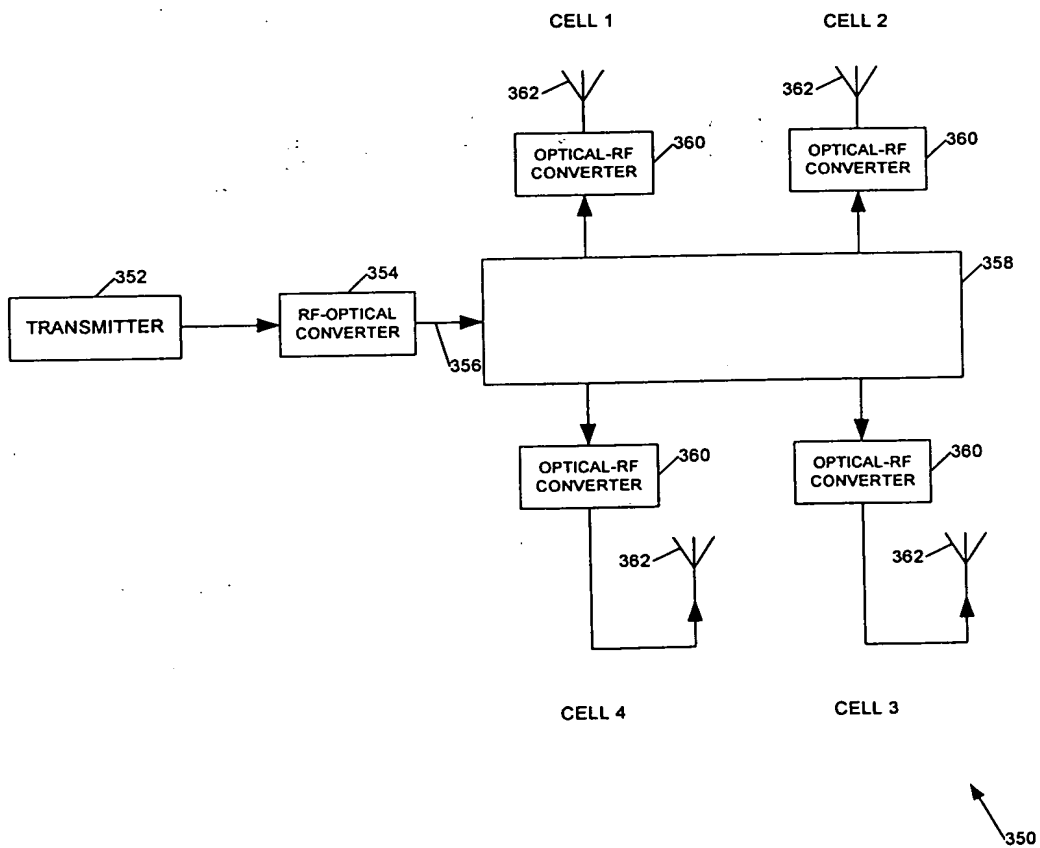 CELL 1
CELL 2
362
362
OPTICAL-RF
CONVERTER
360
OPTICAL-RF
CONVERTER
360
352
TRANSMITTER
354
RF-OPTICAL
CONVERTER
356
358
OPTICAL-RF
CONVERTER
360
OPTICAL-RF
CONVERTER
360
362
362
CELL 4
CELL 3
350